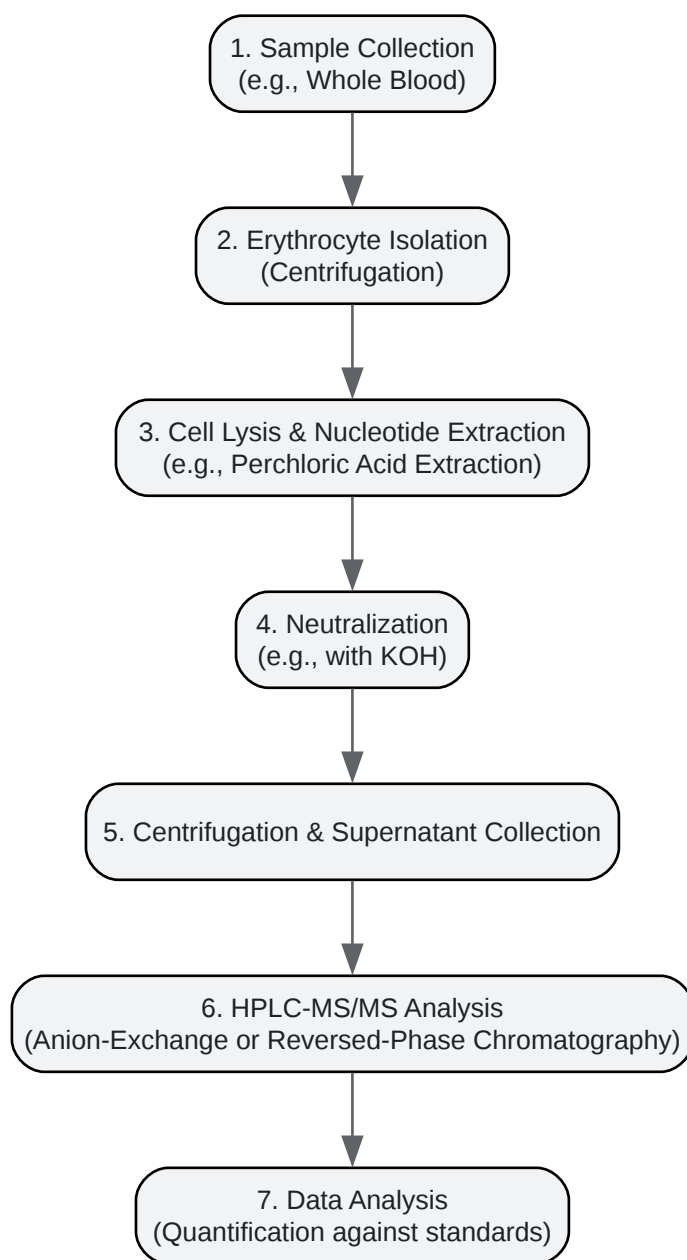 1. Sample Collection
(e.g., Whole Blood)
2. Erythrocyte Isolation
(Centrifugation)
3. Cell Lysis & Nucleotide Extraction
(e.g., Perchloric Acid Extraction)
4. Neutralization
(e.g., with KOH)
5. Centrifugation & Supernatant Collection
6. HPLC-MS/MS Analysis
(Anion-Exchange or Reversed-Phase Chromatography)
7. Data Analysis
(Quantification against standards)